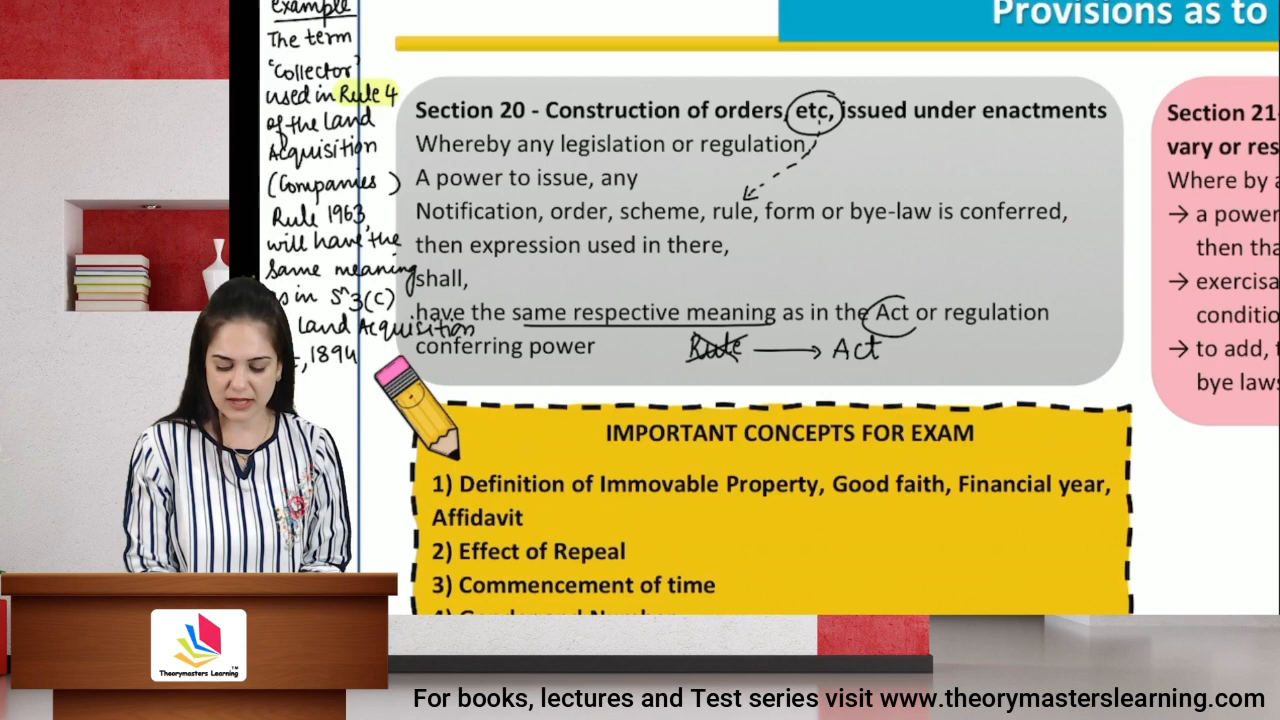 Provisions as to
Example
The term
"Collector"
used in Rule 4
of the Land
Acquisition
(Companies)
Rule 1963,
will have the
same meaning
in Sⁿ 3(c)
Land Acquisition
, 1894
Section 20 - Construction of orders, etc, issued under enactments
Whereby any legislation or regulation,
A power to issue, any
Notification, order, scheme, rule, form or bye-law is conferred,
then expression used in there,
shall,
have the same respective meaning as in the Act or regulation
conferring power
Rule → Act
Section 21
vary or res
Where by a
→ a power
then tha
→ exercisa
conditio
→ to add,
bye laws
IMPORTANT CONCEPTS FOR EXAM
1) Definition of Immovable Property, Good faith, Financial year,
Affidavit
2) Effect of Repeal
3) Commencement of time
4) Gender and Number
Theorymasters Learning™
For books, lectures and Test series visit www.theorymasterslearning.com